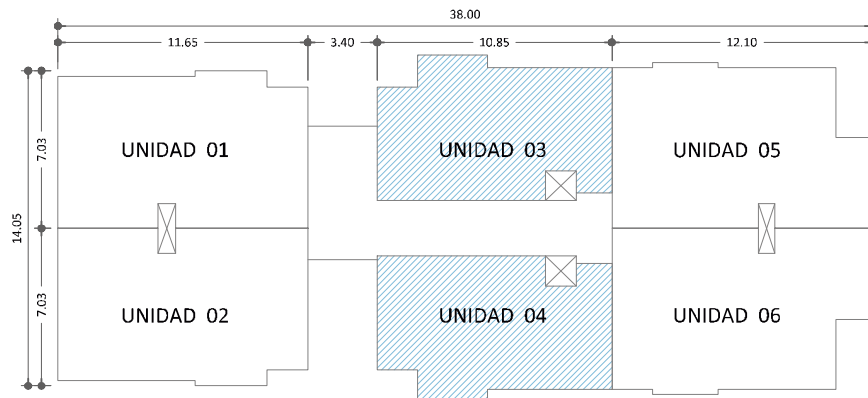 38.00
11.65 3.40 10.85 12.10
7.03
14.05
7.03
UNIDAD 01
UNIDAD 03
UNIDAD 05
UNIDAD 02
UNIDAD 04
UNIDAD 06